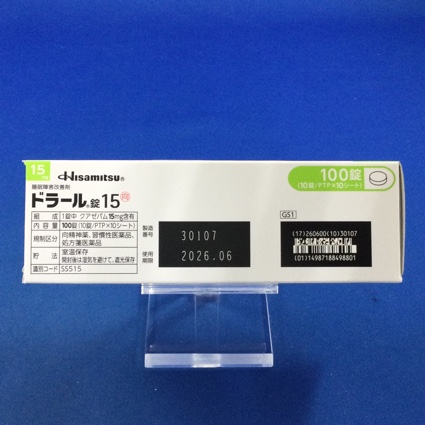 15mg
Hisamitsu®
睡眠障害改善剤
ドラール®錠15 向
組成 1錠中 クアゼパム15mg含有
内容量 100錠(10錠/PTP×10シート)
規制区分 向精神薬、習慣性医薬品、処方箋医薬品
貯法 室温保存
開封後は湿気を避けて、遮光保存
識別コード SS515
製造番号 30107
使用期限 2026.06
100錠
(10錠/PTP×10シート)
GS1
(17)260600(10)30107
(01)14987188498801